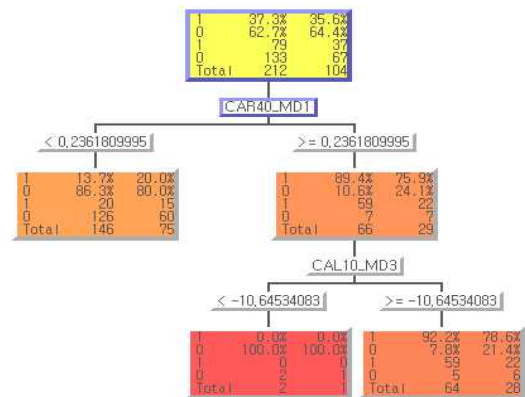 1 37.3% 35.6%
0 62.7% 64.4%
1 79 37
0 133 67
Total 212 104
CAR40_MD1
< 0,2361809995
>= 0,2361809995
1 13.7% 20.0%
0 86.3% 80.0%
1 20 15
0 126 60
Total 146 75
1 89.4% 75.9%
0 10.6% 24.1%
1 59 22
0 7 7
Total 66 29
CAL10_MD3
< -10,64534083
>= -10,64534083
1 0.0% 0.0%
0 100.0% 100.0%
1 0 0
0 2 1
Total 2 1
1 92.2% 78.6%
0 7.8% 21.4%
1 59 22
0 5 6
Total 64 28